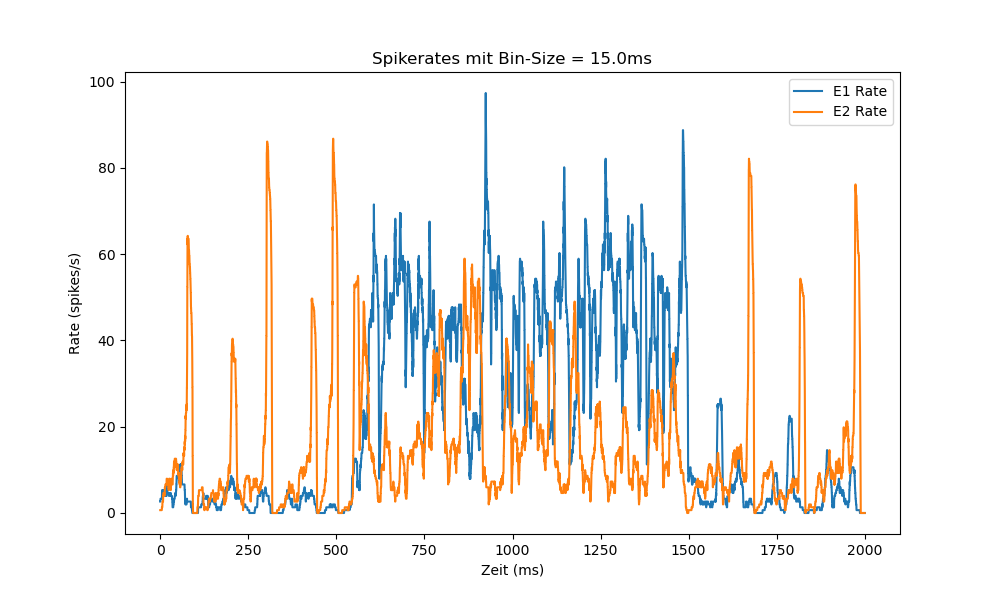 Spikerates mit Bin-Size = 15.0ms
E1 Rate
E2 Rate
100
80
60
40
20
0
Rate (spikes/s)
0 250 500 750 1000 1250 1500 1750 2000
Zeit (ms)